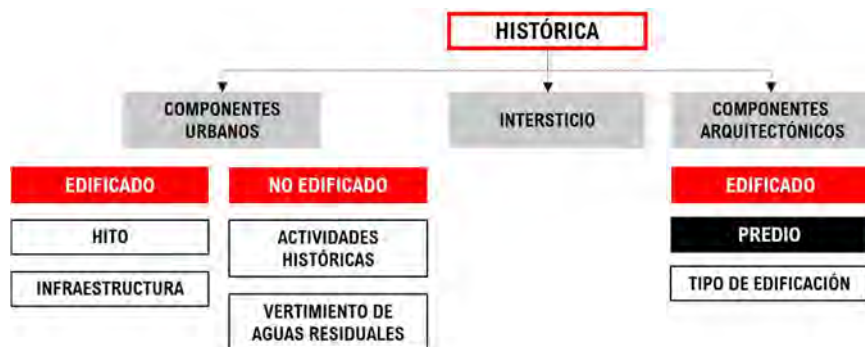 HISTÓRICA
COMPONENTES
URBANOS
INTERSTICIO
COMPONENTES
ARQUITECTÓNICOS
EDIFICADO
NO EDIFICADO
EDIFICADO
HITO
ACTIVIDADES
HISTÓRICAS
PREDIO
INFRAESTRUCTURA
VERTIMIENTO DE
AGUAS RESIDUALES
TIPO DE EDIFICACIÓN